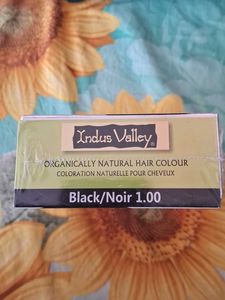 Indus Valley®
ORGANICALLY NATURAL HAIR COLOUR
COLORATION NATURELLE POUR CHEVEUX
Black/Noir 1.00